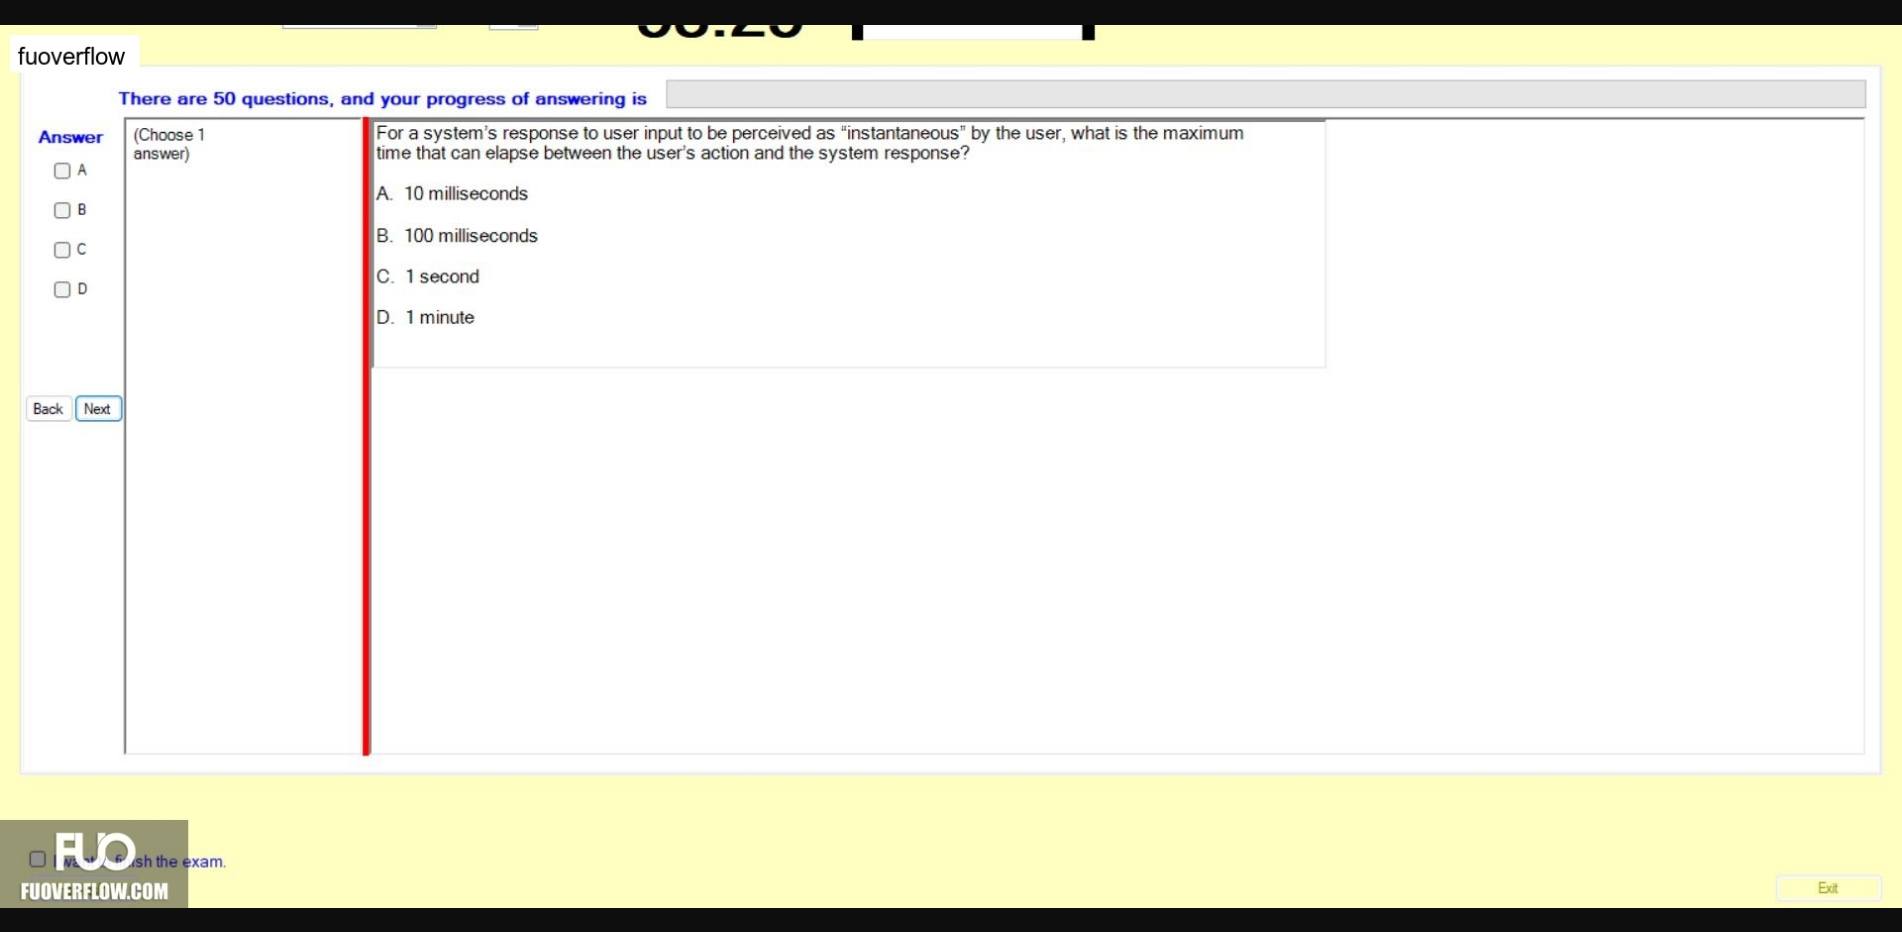 fuoverflow
There are 50 questions, and your progress of answering is
Answer
A
B
C
D
(Choose 1
answer)
For a system’s response to user input to be perceived as “instantaneous” by the user, what is the maximum
time that can elapse between the user’s action and the system response?
A. 10 milliseconds
B. 100 milliseconds
C. 1 second
D. 1 minute
Back Next
FUO
I want finish the exam.
FUOVERFLOW.COM
Exit